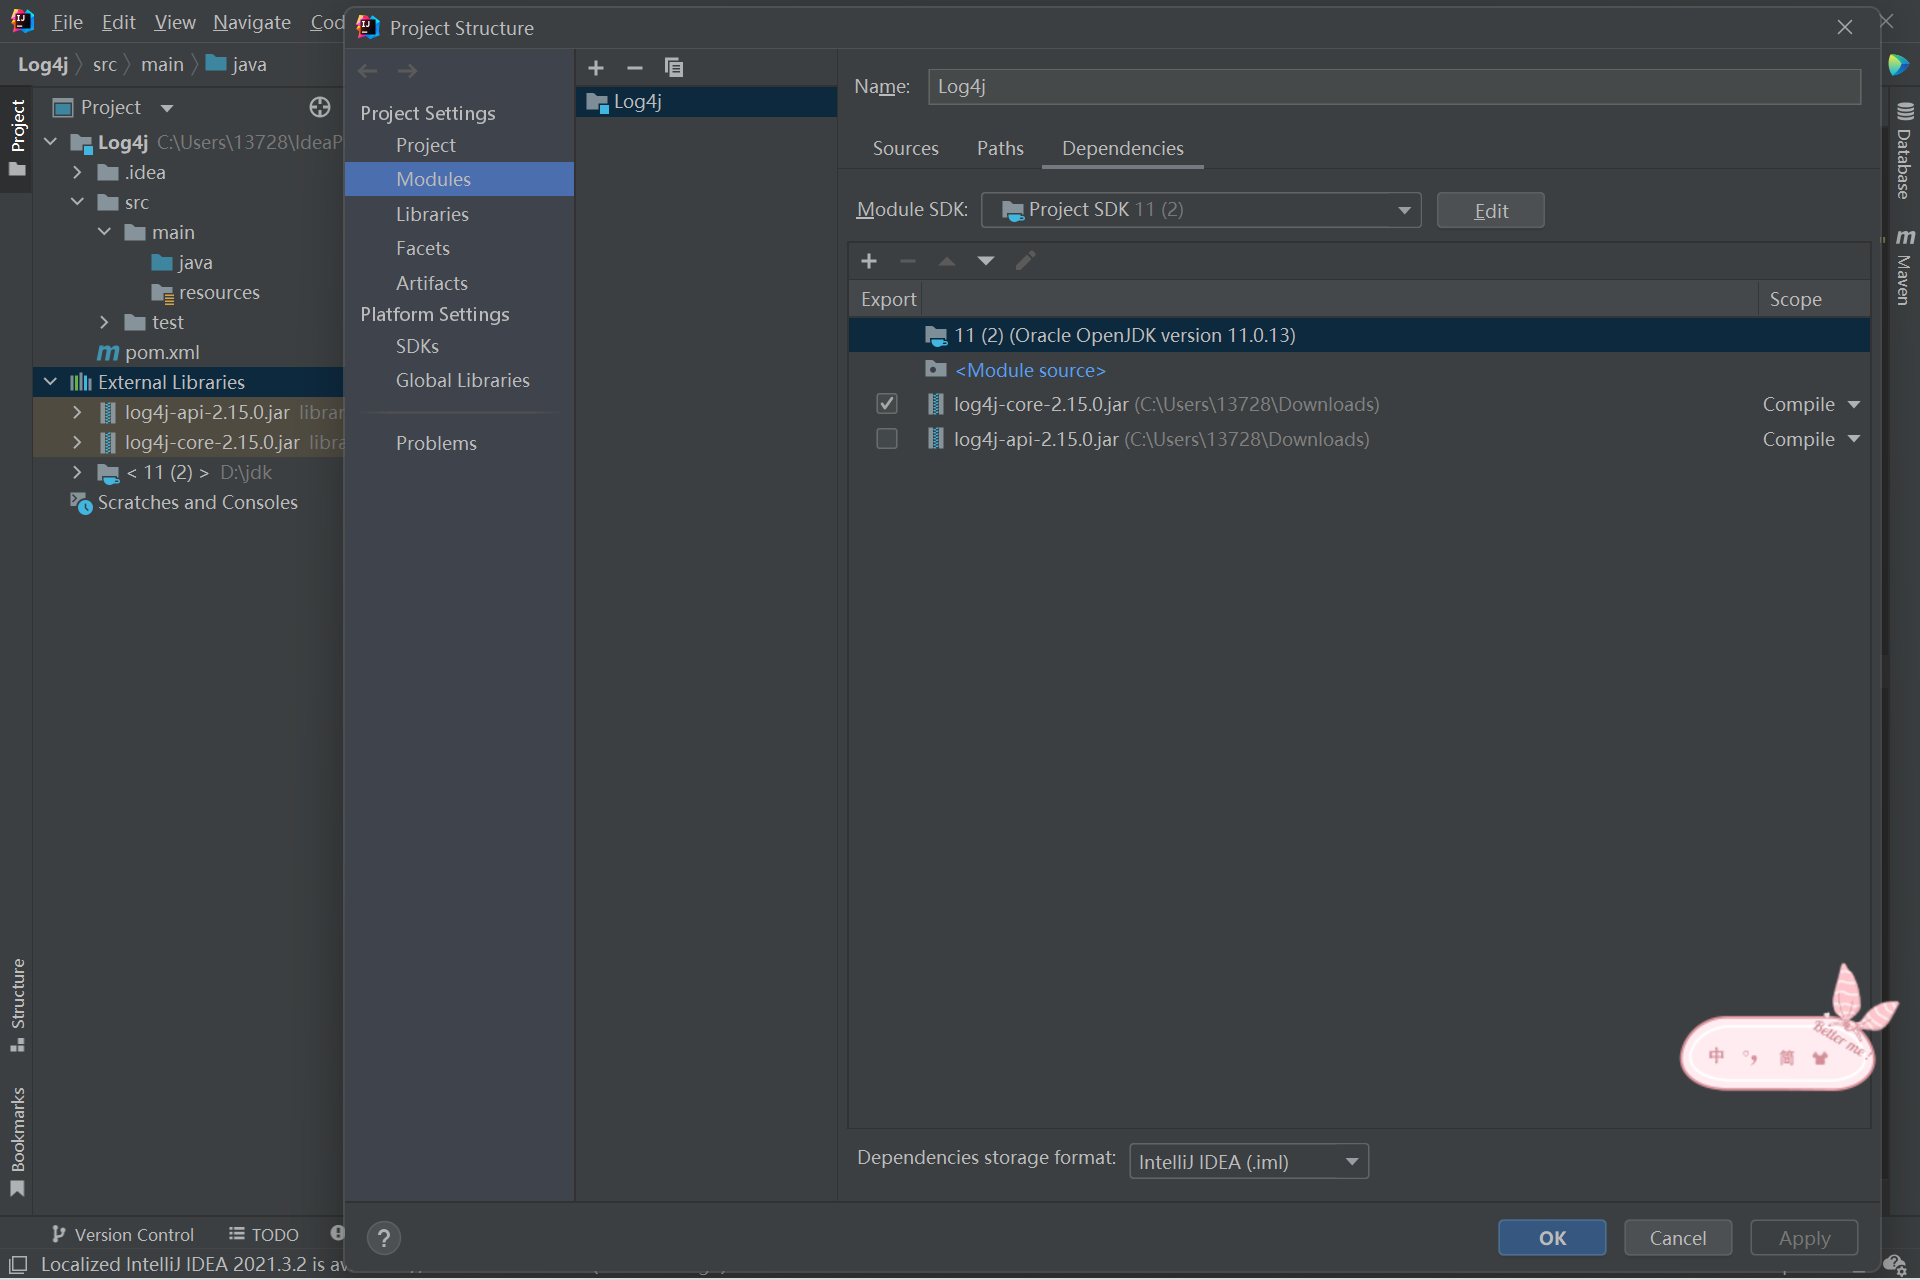 File Edit View Navigate Cod
Project Structure
Log4j src main java
Project
Log4j C:\Users\13728\IdeaP
.idea
src
main
java
resources
test
pom.xml
External Libraries
log4j-api-2.15.0.jar librar
log4j-core-2.15.0.jar libra
< 11 (2) > D:\jdk
Scratches and Consoles
Project
Structure
Bookmarks
Project Settings
Project
Modules
Libraries
Facets
Artifacts
Platform Settings
SDKs
Global Libraries
Problems
Log4j
Name: Log4j
Sources Paths Dependencies
Module SDK: Project SDK 11 (2) Edit
Export Scope
11 (2) (Oracle OpenJDK version 11.0.13)
<Module source>
log4j-core-2.15.0.jar (C:\Users\13728\Downloads) Compile
log4j-api-2.15.0.jar (C:\Users\13728\Downloads) Compile
Dependencies storage format: IntelliJ IDEA (.iml)
? OK Cancel Apply
Database
m Maven
Better me!
中 °, 简
Version Control TODO
Localized IntelliJ IDEA 2021.3.2 is av